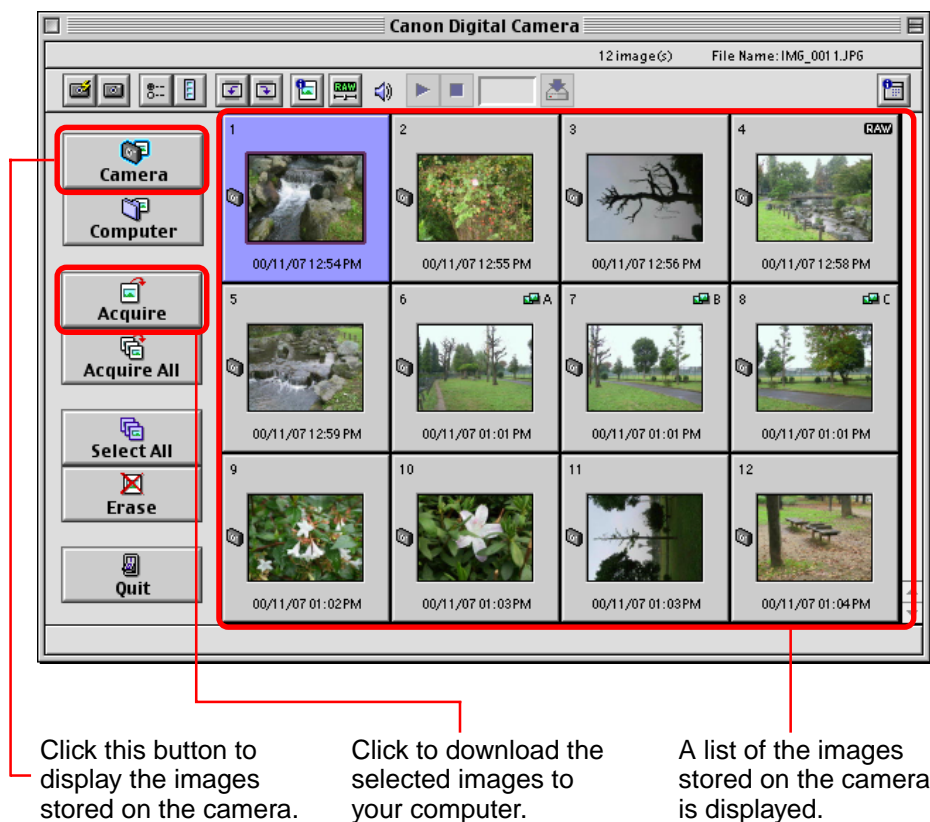 Canon Digital Camera
12 image(s) File Name: IMG_0011.JPG
RAW
Camera
Computer
Acquire
Acquire All
Select All
Erase
Quit
1 2 3 4 RAW
00/11/07 12:54 PM 00/11/07 12:55 PM 00/11/07 12:56 PM 00/11/07 12:58 PM
5 6 A 7 B 8 C
00/11/07 12:59 PM 00/11/07 01:01 PM 00/11/07 01:01 PM 00/11/07 01:01 PM
9 10 11 12
00/11/07 01:02 PM 00/11/07 01:03 PM 00/11/07 01:03 PM 00/11/07 01:04 PM
Click this button to
display the images
stored on the camera.
Click to download the
selected images to
your computer.
A list of the images
stored on the camera
is displayed.